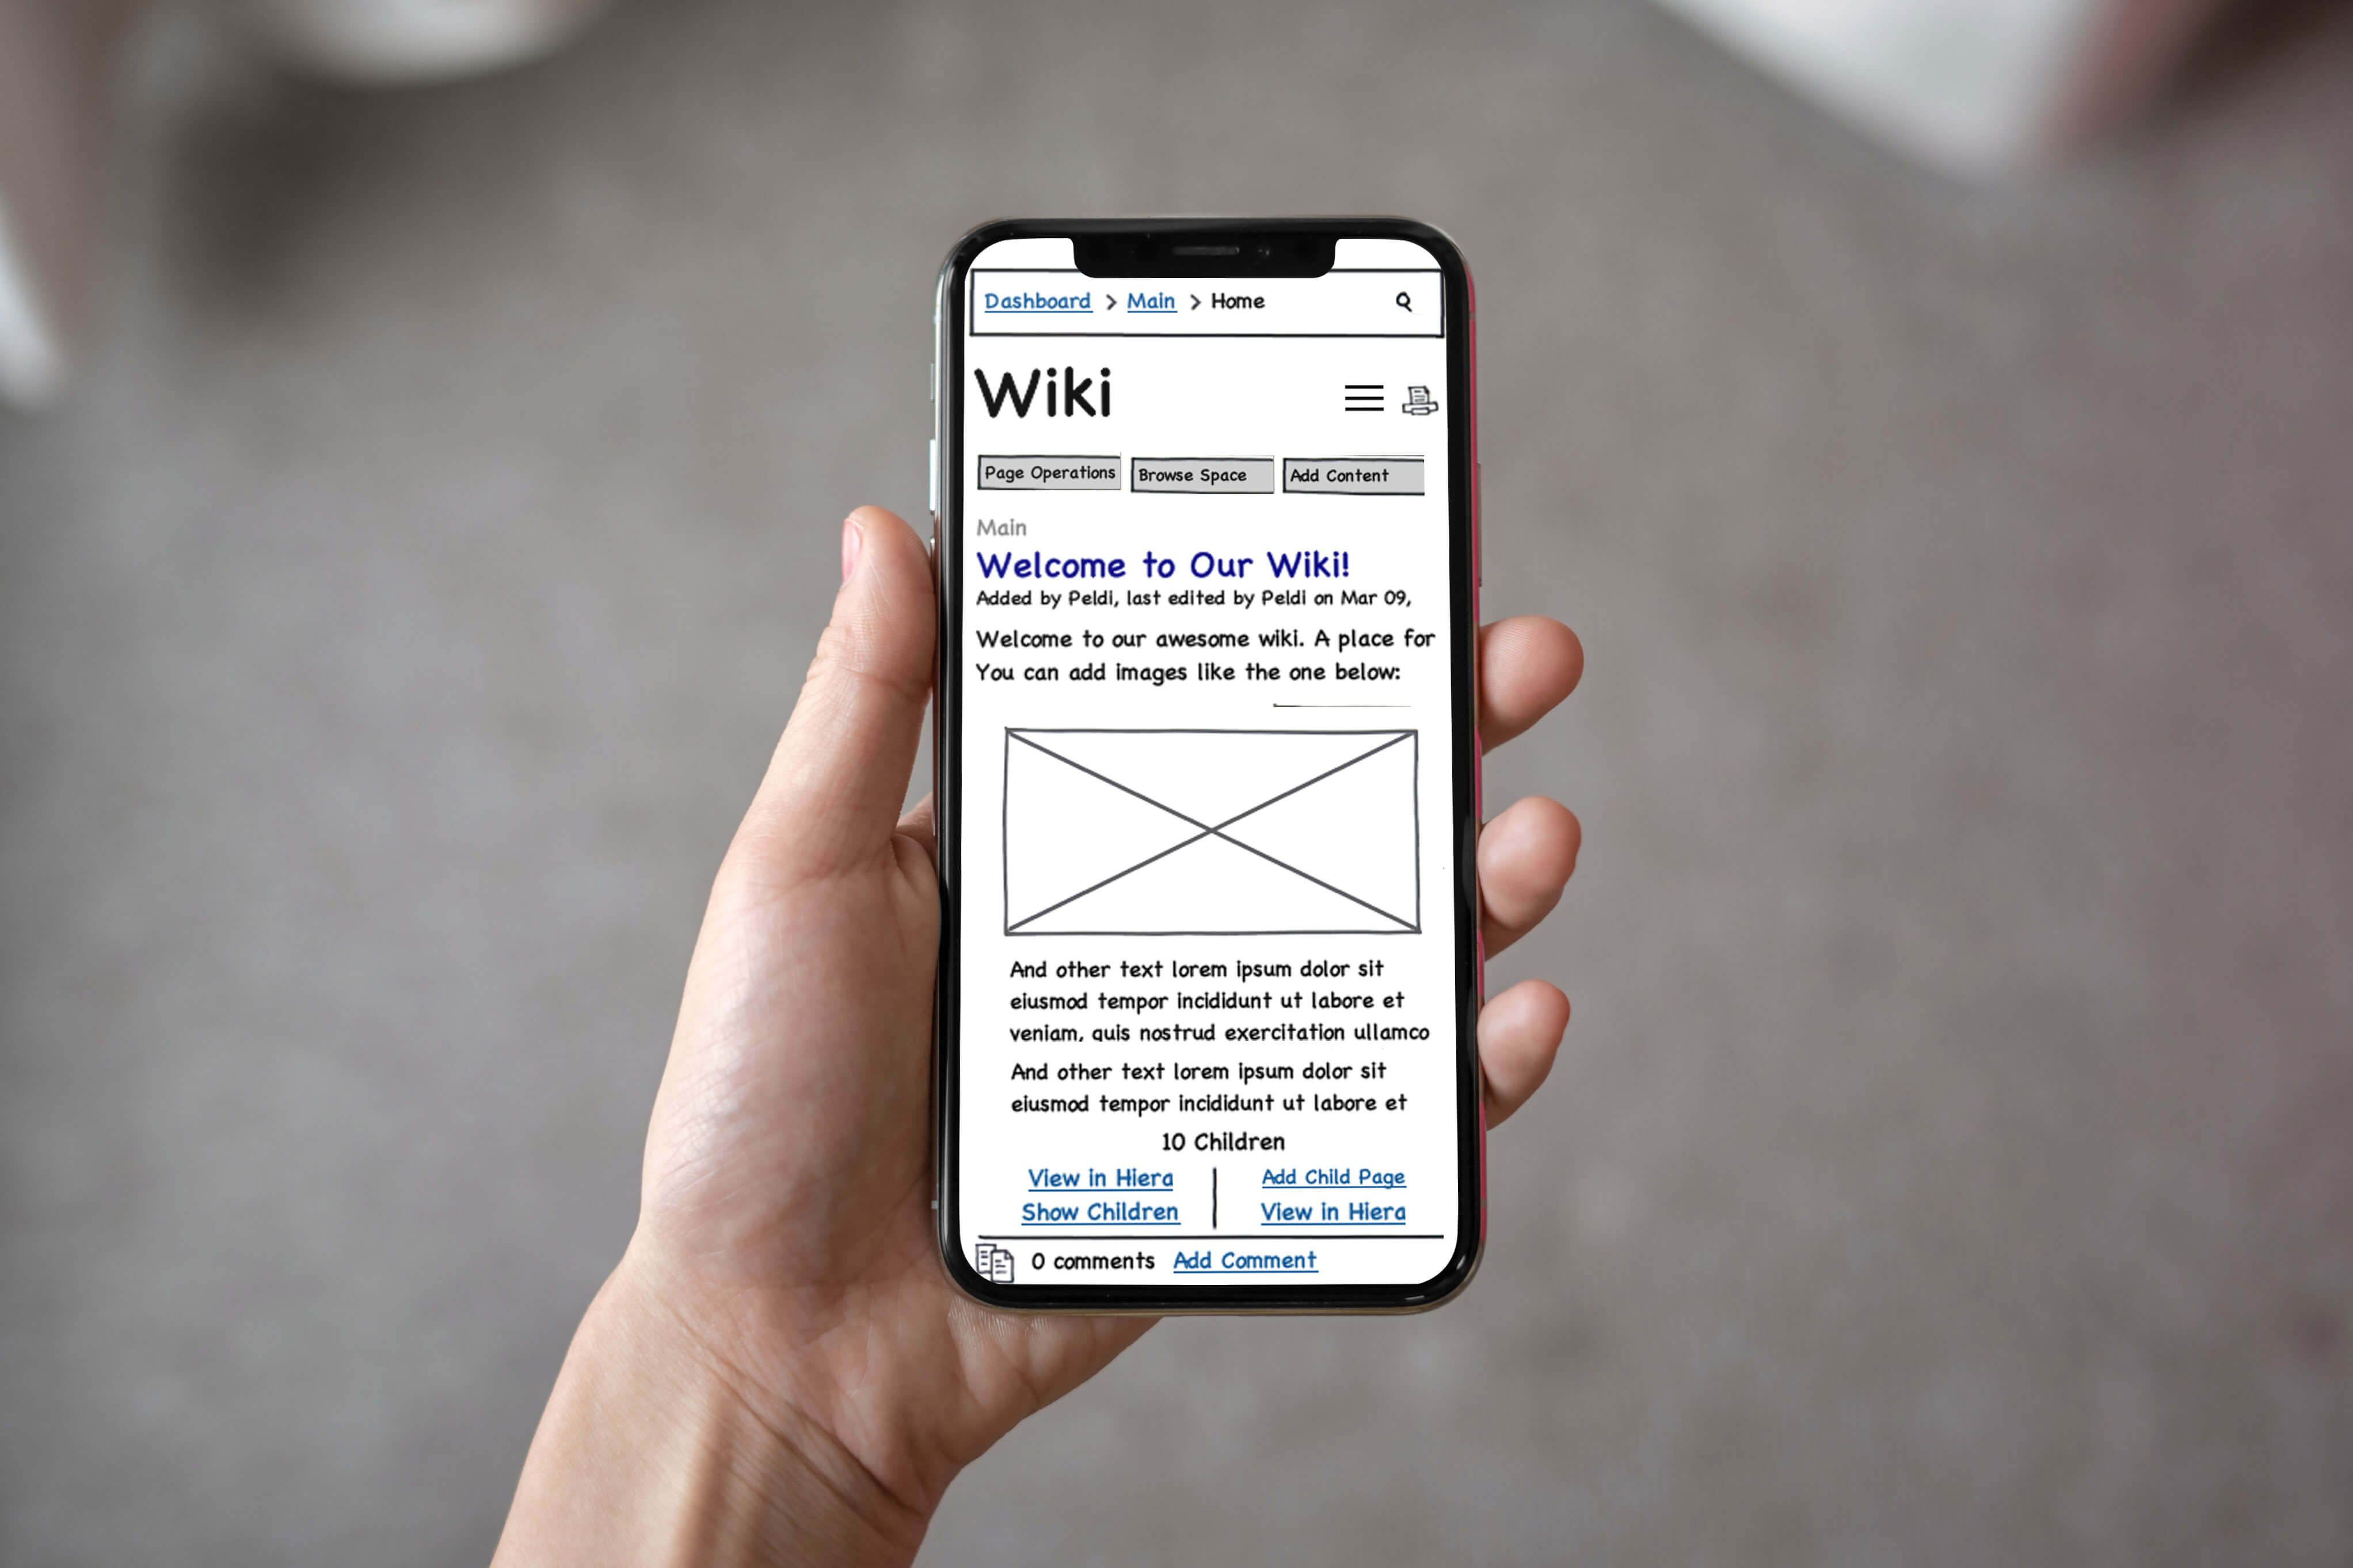 Dashboard > Main > Home
Wiki
Page Operations Browse Space Add Content
Main
Welcome to Our Wiki!
Added by Peldi, last edited by Peldi on Mar 09,
Welcome to our awesome wiki. A place for
You can add images like the one below:
And other text lorem ipsum dolor sit
eiusmod tempor incididunt ut labore et
veniam, quis nostrud exercitation ullamco
And other text lorem ipsum dolor sit
eiusmod tempor incididunt ut labore et
10 Children
View in Hiera Add Child Page
Show Children View in Hiera
0 comments Add Comment